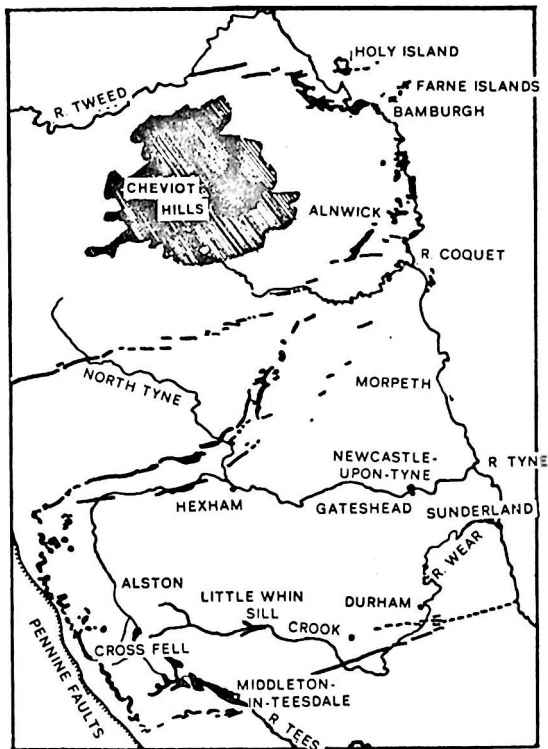 HOLY ISLAND
R. TWEED
FARNE ISLANDS
BAMBURGH
CHEVIOT
HILLS
ALNWICK
R. COQUET
NORTH TYNE
MORPETH
NEWCASTLE-
UPON-TYNE
R TYNE
HEXHAM
GATESHEAD
SUNDERLAND
R. WEAR
ALSTON
LITTLE WHIN
SILL
DURHAM
CROOK
CROSS FELL
PENNINE FAULTS
MIDDLETON-
IN-TEESDALE
R. TEES